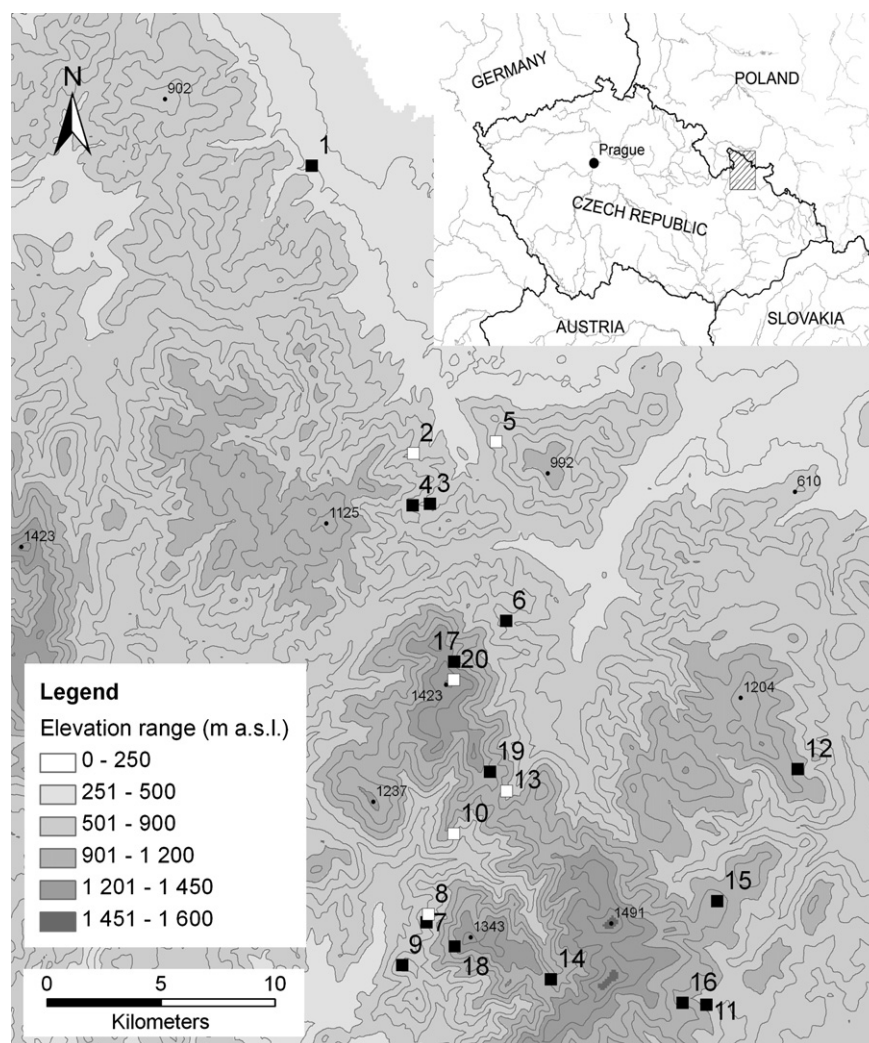 N
902
1
GERMANY
POLAND
Prague
CZECH REPUBLIC
AUSTRIA
SLOVAKIA
2
5
992
610
4 3
1125
1423
6
17
20
1423
1204
19
12
13
1237
10
15
8
7
1343
1491
9
18
14
16
11
Legend
Elevation range (m a.s.l.)
0 - 250
251 - 500
501 - 900
901 - 1 200
1 201 - 1 450
1 451 - 1 600
0 5 10
Kilometers